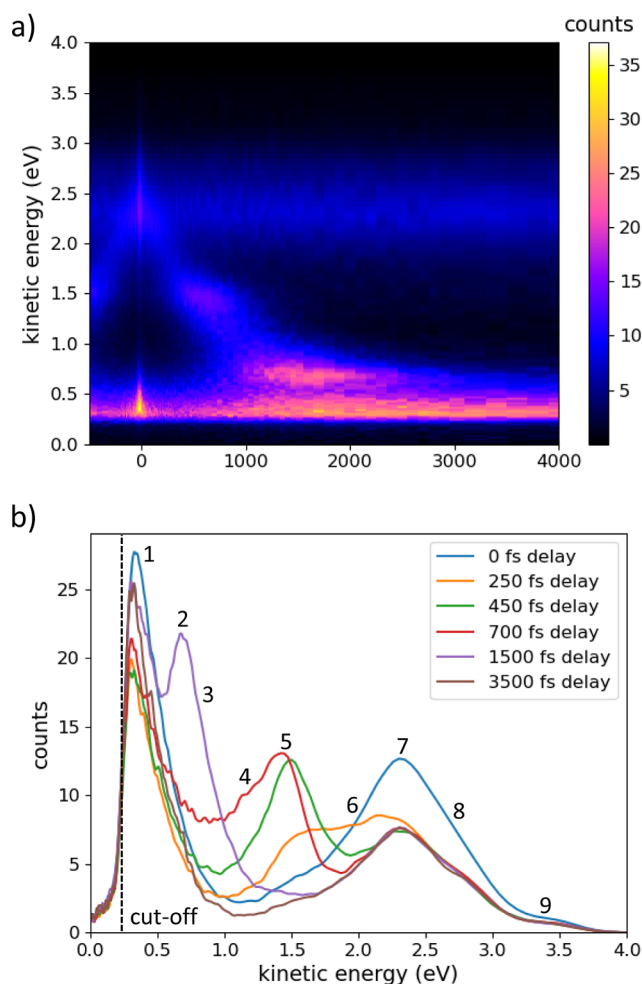 a)
counts
4.0
3.5
3.0
2.5
2.0
1.5
1.0
0.5
0.0
kinetic energy (eV)
0 1000 2000 3000 4000
35
30
25
20
15
10
5
b)
0 fs delay
250 fs delay
450 fs delay
700 fs delay
1500 fs delay
3500 fs delay
1
2
3
4
5
6
7
8
9
cut-off
25
20
15
10
5
0
counts
0.0 0.5 1.0 1.5 2.0 2.5 3.0 3.5 4.0
kinetic energy (eV)